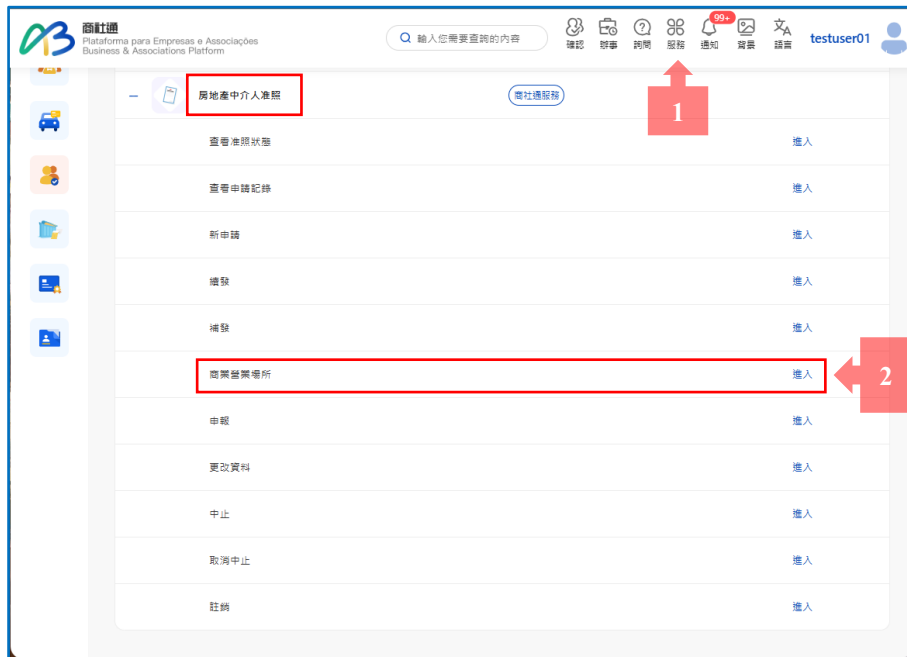 商社通
Plataforma para Empresas e Associações
Business & Associations Platform
輸入您需要查詢的內容
確認
辦事
詢問
服務
99+
通知
背景
語言
testuser01
房地產中介人准照
商社通服務
1
查看准照狀態 進入
查看申請記錄 進入
新申請 進入
續發 進入
補發 進入
商業營業場所 進入
2
申報 進入
更改資料 進入
中止 進入
取消中止 進入
註銷 進入